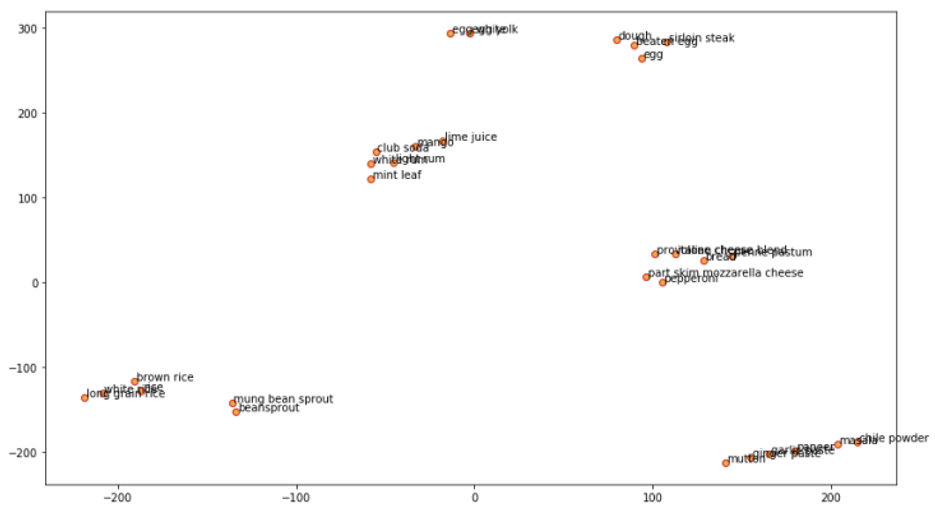 300
200
100
0
−100
−200
−200
−100
0
100
200
egg white
egg yolk
dough
beaten egg
sirloin steak
egg
lime juice
mango
club soda
white rum
light rum
mint leaf
provolone cheese
italian cheese blend
bread
penne pastum
part skim mozzarella cheese
pepperoni
brown rice
white rice
rice
long grain rice
mung bean sprout
beansprout
chile powder
masala
paneer
garlic paste
ginger paste
mutton